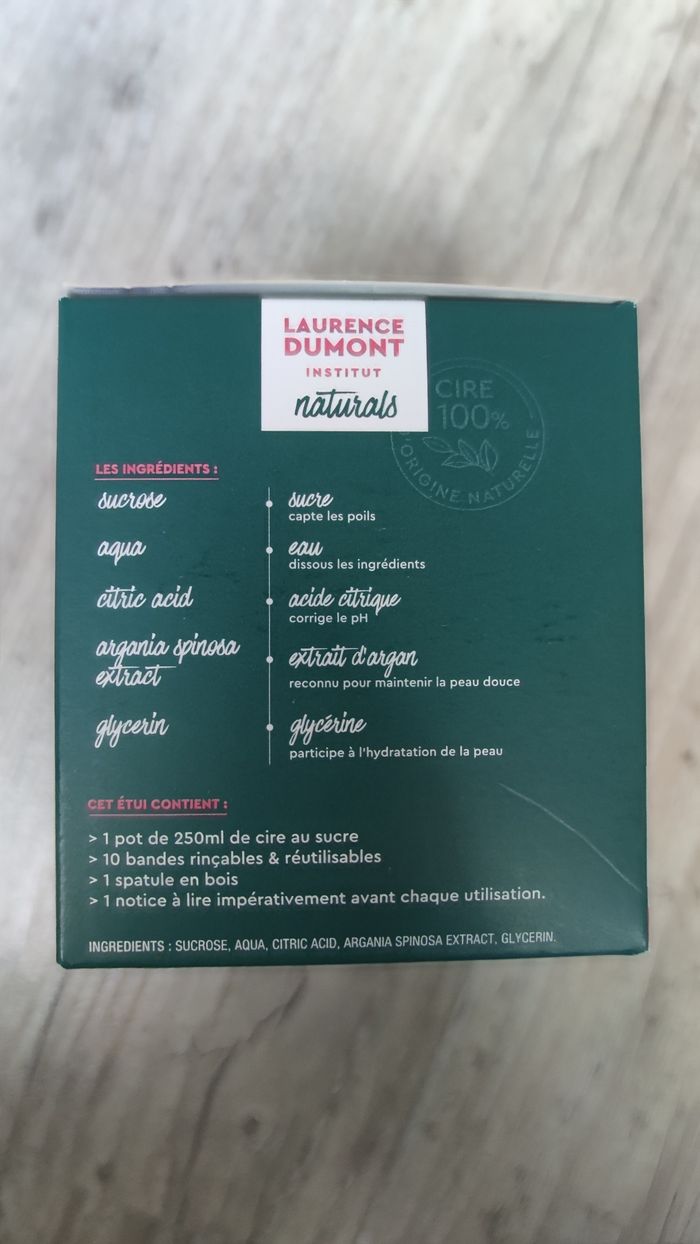 LAURENCE
DUMONT
INSTITUT
naturals
CIRE
100%
D'ORIGINE NATURELLE
LES INGRÉDIENTS :
sucrose
sucre
capte les poils
aqua
eau
dissous les ingrédients
citric acid
acide citrique
corrige le pH
argania spinosa
extract
extrait d'argan
reconnu pour maintenir la peau douce
glycerin
glycérine
participe à l'hydratation de la peau
CET ÉTUI CONTIENT :
> 1 pot de 250ml de cire au sucre
> 10 bandes rinçables & réutilisables
> 1 spatule en bois
> 1 notice à lire impérativement avant chaque utilisation.
INGREDIENTS : SUCROSE, AQUA, CITRIC ACID, ARGANIA SPINOSA EXTRACT, GLYCERIN.